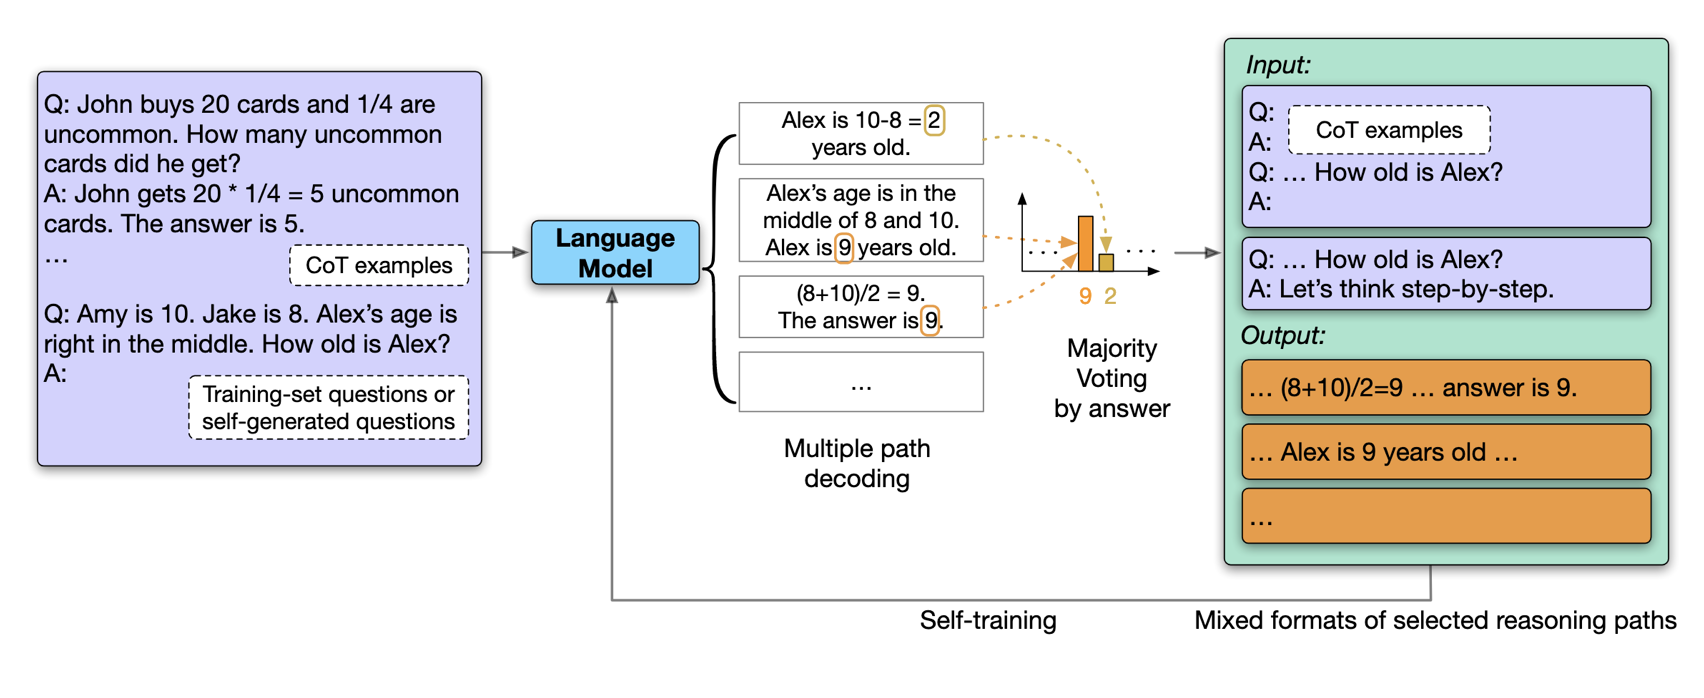 Q: John buys 20 cards and 1/4 are
uncommon. How many uncommon
cards did he get?
A: John gets 20 * 1/4 = 5 uncommon
cards. The answer is 5.
...
CoT examples
Q: Amy is 10. Jake is 8. Alex’s age is
right in the middle. How old is Alex?
A:
Training-set questions or
self-generated questions
Language
Model
Alex is 10-8 = 2
years old.
Alex’s age is in the
middle of 8 and 10.
Alex is 9 years old.
(8+10)/2 = 9.
The answer is 9.
...
Multiple path
decoding
... ...
9 2
Majority
Voting
by answer
Input:
Q:
A:
CoT examples
Q: ... How old is Alex?
A:
Q: ... How old is Alex?
A: Let’s think step-by-step.
Output:
... (8+10)/2=9 ... answer is 9.
... Alex is 9 years old ...
...
Self-training
Mixed formats of selected reasoning paths